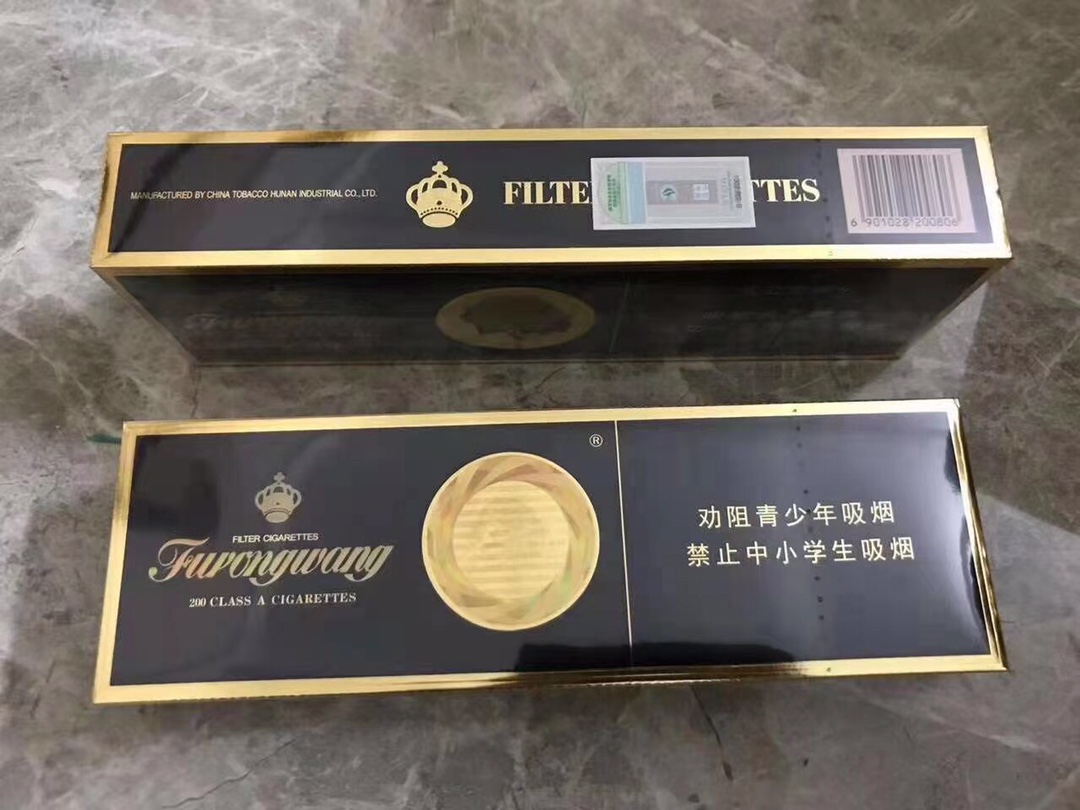 MANUFACTURED BY CHINA TOBACCO HUNAN INDUSTRIAL CO., LTD.
FILTE TTES
6 901028 200806
®
FILTER CIGARETTES
Furongwang
200 CLASS A CIGARETTES
劝阻青少年吸烟
禁止中小学生吸烟